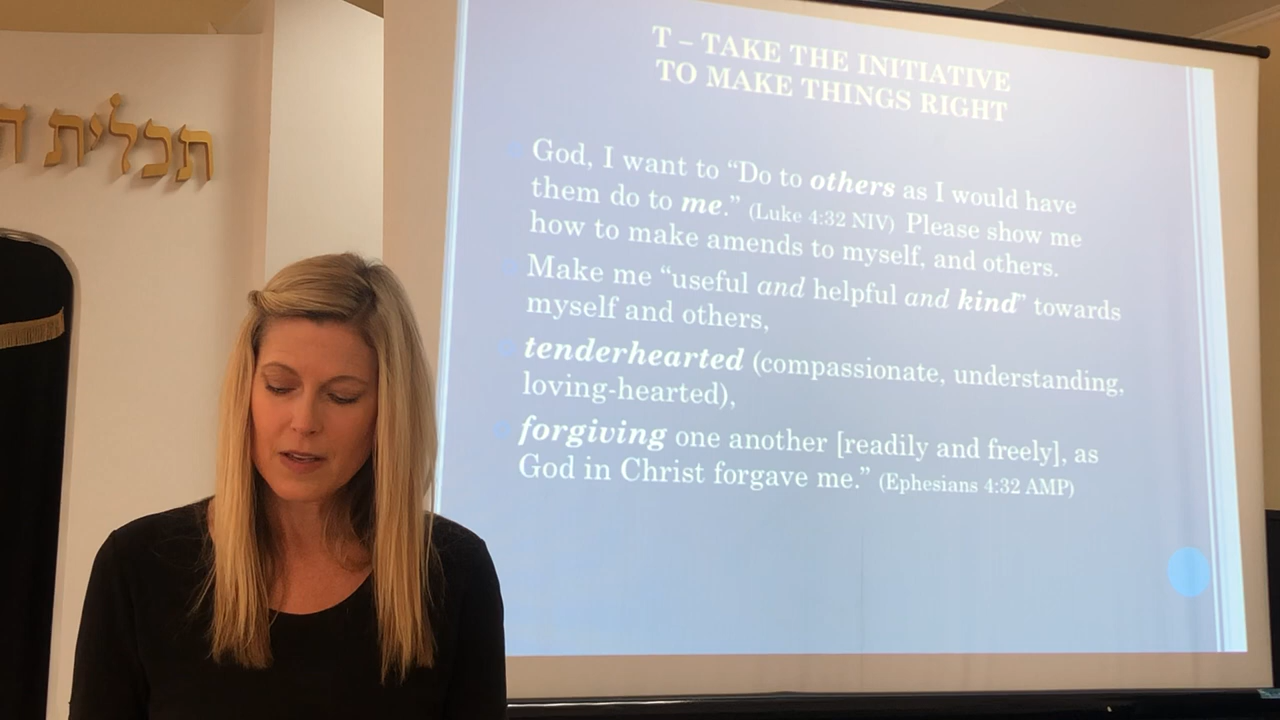 תכלית ה
T – TAKE THE INITIATIVE
TO MAKE THINGS RIGHT
God, I want to “Do to others as I would have
them do to me.” (Luke 4:32 NIV) Please show me
how to make amends to myself, and others.
Make me “useful and helpful and kind” towards
myself and others,
tenderhearted (compassionate, understanding,
loving-hearted),
forgiving one another [readily and freely], as
God in Christ forgave me.” (Ephesians 4:32 AMP)